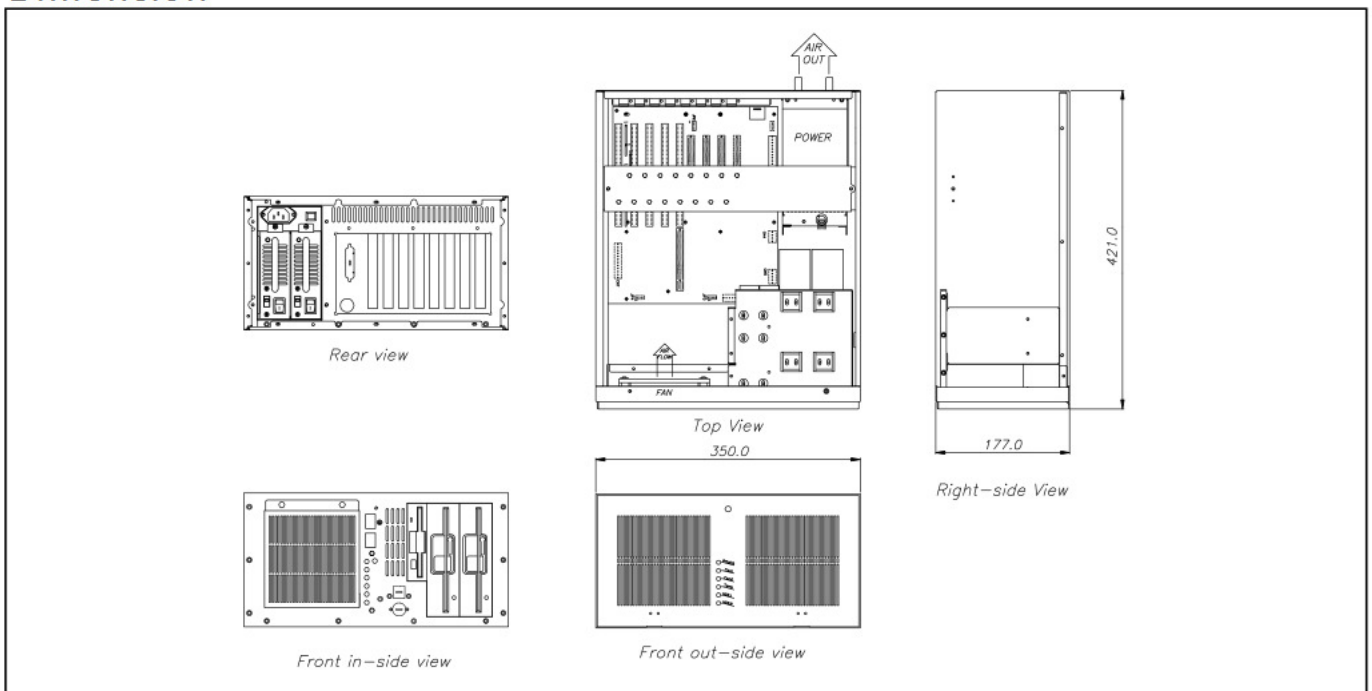 AIR
OUT
POWER
421.0
Rear view
AIR
FLOW
FAN
Top View
350.0
177.0
Right-side View
Front in-side view
Front out-side view